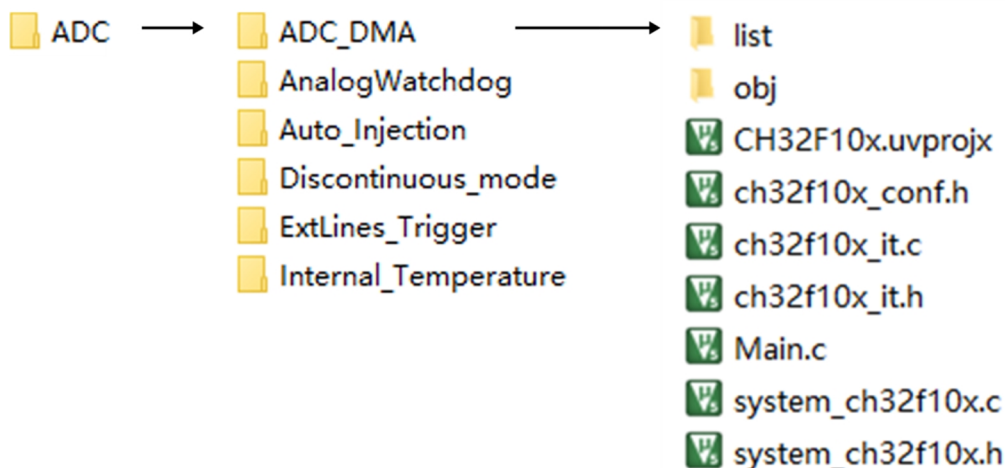 ADC
ADC_DMA
AnalogWatchdog
Auto_Injection
Discontinuous_mode
ExtLines_Trigger
Internal_Temperature
list
obj
CH32F10x.uvprojx
ch32f10x_conf.h
ch32f10x_it.c
ch32f10x_it.h
Main.c
system_ch32f10x.c
system_ch32f10x.h